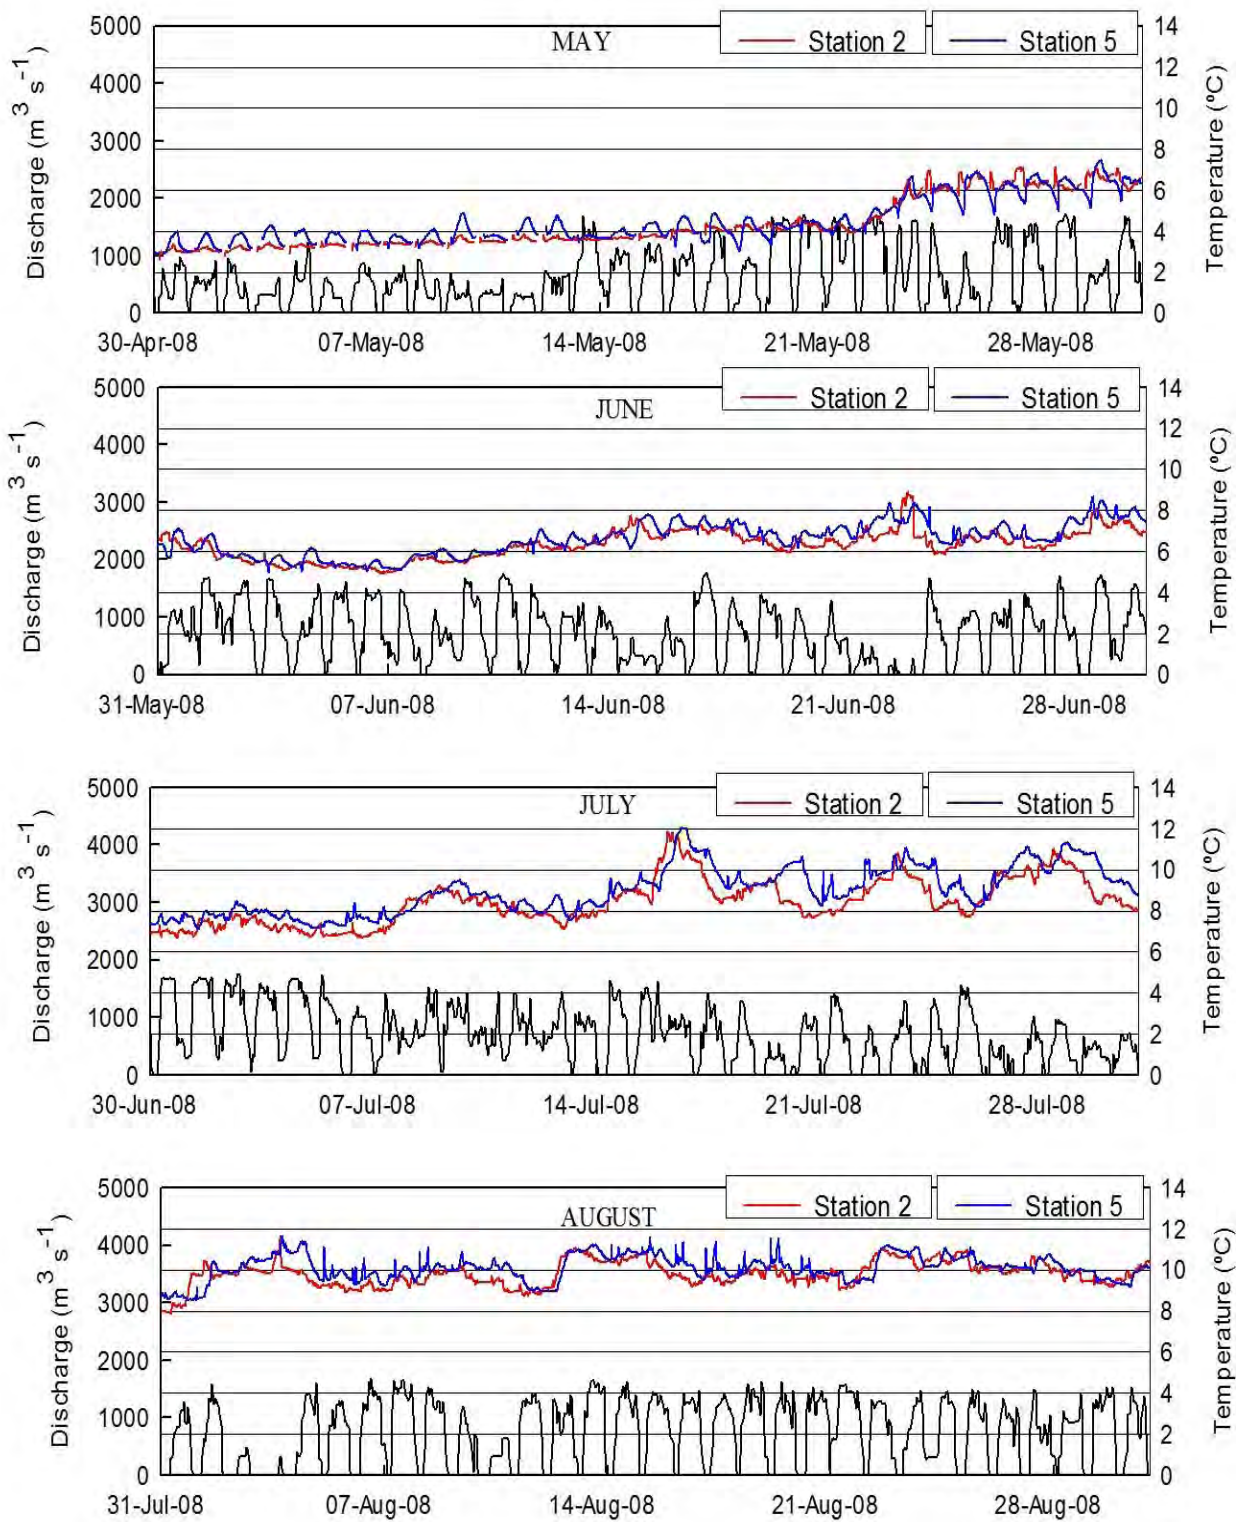 MAY
Station 2
Station 5
5000
4000
3000
2000
1000
0
Discharge (m³ s⁻¹)
14
12
10
8
6
4
2
0
Temperature (ºC)
30-Apr-08
07-May-08
14-May-08
21-May-08
28-May-08
JUNE
Station 2
Station 5
5000
4000
3000
2000
1000
0
Discharge (m³ s⁻¹)
14
12
10
8
6
4
2
0
Temperature (ºC)
31-May-08
07-Jun-08
14-Jun-08
21-Jun-08
28-Jun-08
JULY
Station 2
Station 5
5000
4000
3000
2000
1000
0
Discharge (m³ s⁻¹)
14
12
10
8
6
4
2
0
Temperature (ºC)
30-Jun-08
07-Jul-08
14-Jul-08
21-Jul-08
28-Jul-08
AUGUST
Station 2
Station 5
5000
4000
3000
2000
1000
0
Discharge (m³ s⁻¹)
14
12
10
8
6
4
2
0
Temperature (ºC)
31-Jul-08
07-Aug-08
14-Aug-08
21-Aug-08
28-Aug-08